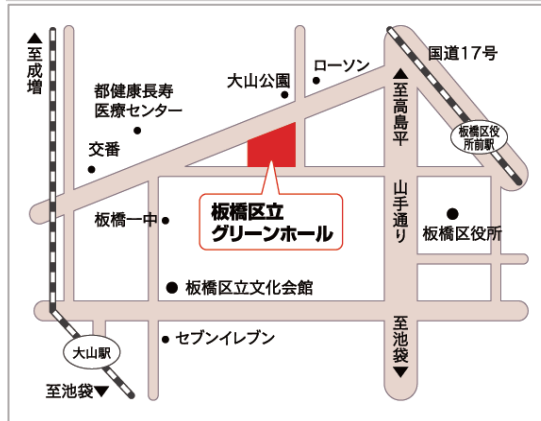 ▲至成増
都健康長寿
医療センター
交番
大山公園
ローソン
国道17号
▲至高島平
板橋区役
所前駅
板橋一中
板橋区立
グリーンホール
山手通り
板橋区役所
板橋区立文化会館
セブンイレブン
大山駅
至池袋▼
至池袋▼